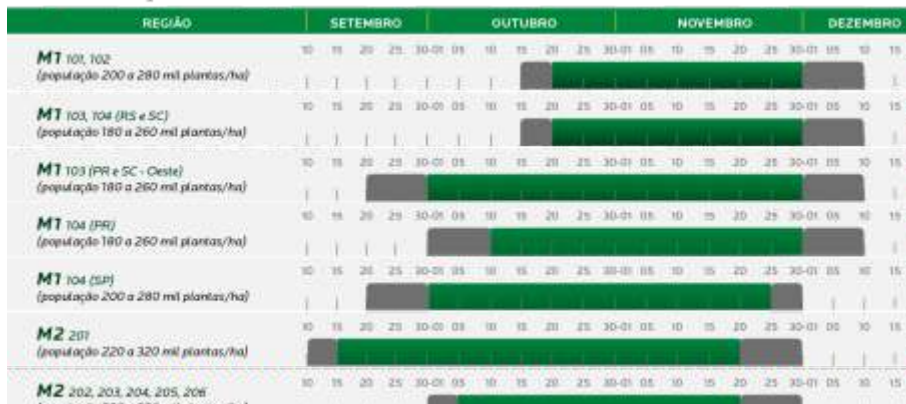 REGIÃO SETEMBRO OUTUBRO NOVEMBRO DEZEMBRO
M1 101, 102 10 15 20 25 30-01 05 10 15 20 25 30-01 05 10 15 20 25 30-01 05 10 15
(população 200 a 280 mil plantas/ha)
M1 103, 104 (RS e SC) 10 15 20 25 30-01 05 10 15 20 25 30-01 05 10 15 20 25 30-01 05 10 15
(população 180 a 260 mil plantas/ha)
M1 103 (PR e SC - Oeste) 10 15 20 25 30-01 05 10 15 20 25 30-01 05 10 15 20 25 30-01 05 10 15
(população 180 a 260 mil plantas/ha)
M1 104 (PR) 10 15 20 25 30-01 05 10 15 20 25 30-01 05 10 15 20 25 30-01 05 10 15
(população 180 a 260 mil plantas/ha)
M1 104 (SP) 10 15 20 25 30-01 05 10 15 20 25 30-01 05 10 15 20 25 30-01 05 10 15
(população 200 a 280 mil plantas/ha)
M2 201 10 15 20 25 30-01 05 10 15 20 25 30-01 05 10 15 20 25 30-01 05 10 15
(população 220 a 320 mil plantas/ha)
M2 202, 203, 204, 205, 206 10 15 20 25 30-01 05 10 15 20 25 30-01 05 10 15 20 25 30-01 05 10 15